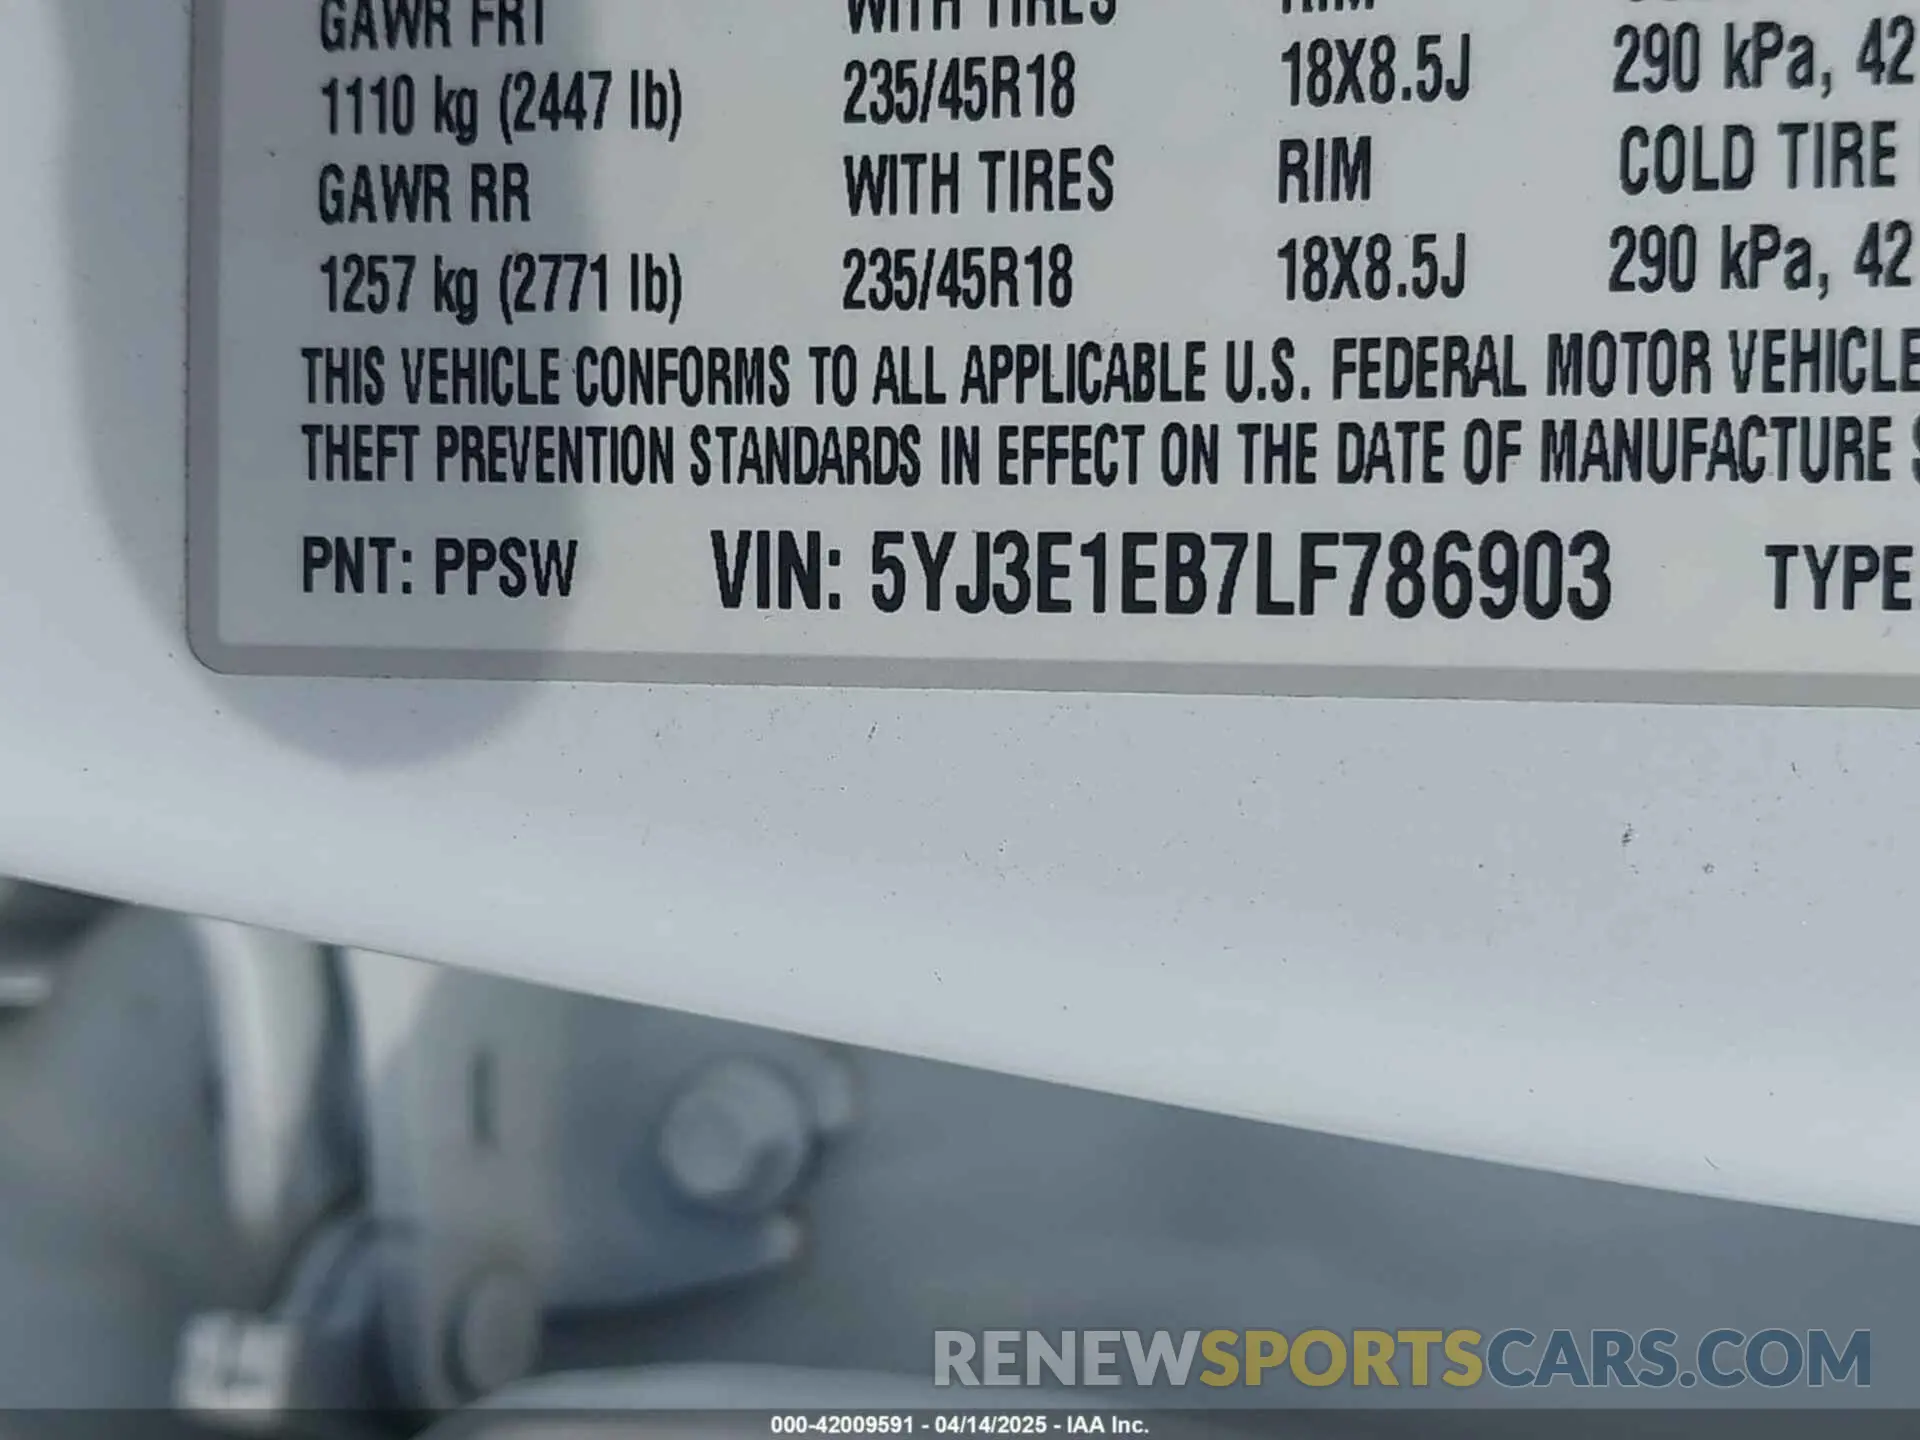 GAWR FRT WITH TIRES RIM
1110 kg (2447 lb) 235/45R18 18X8.5J 290 kPa, 42
GAWR RR WITH TIRES RIM COLD TIRE
1257 kg (2771 lb) 235/45R18 18X8.5J 290 kPa, 42
THIS VEHICLE CONFORMS TO ALL APPLICABLE U.S. FEDERAL MOTOR VEHICLE
THEFT PREVENTION STANDARDS IN EFFECT ON THE DATE OF MANUFACTURE
PNT: PPSW VIN: 5YJ3E1EB7LF786903 TYPE
RENEWSPORTSCARS.COM
000-42009591 - 04/14/2025 - IAA Inc.